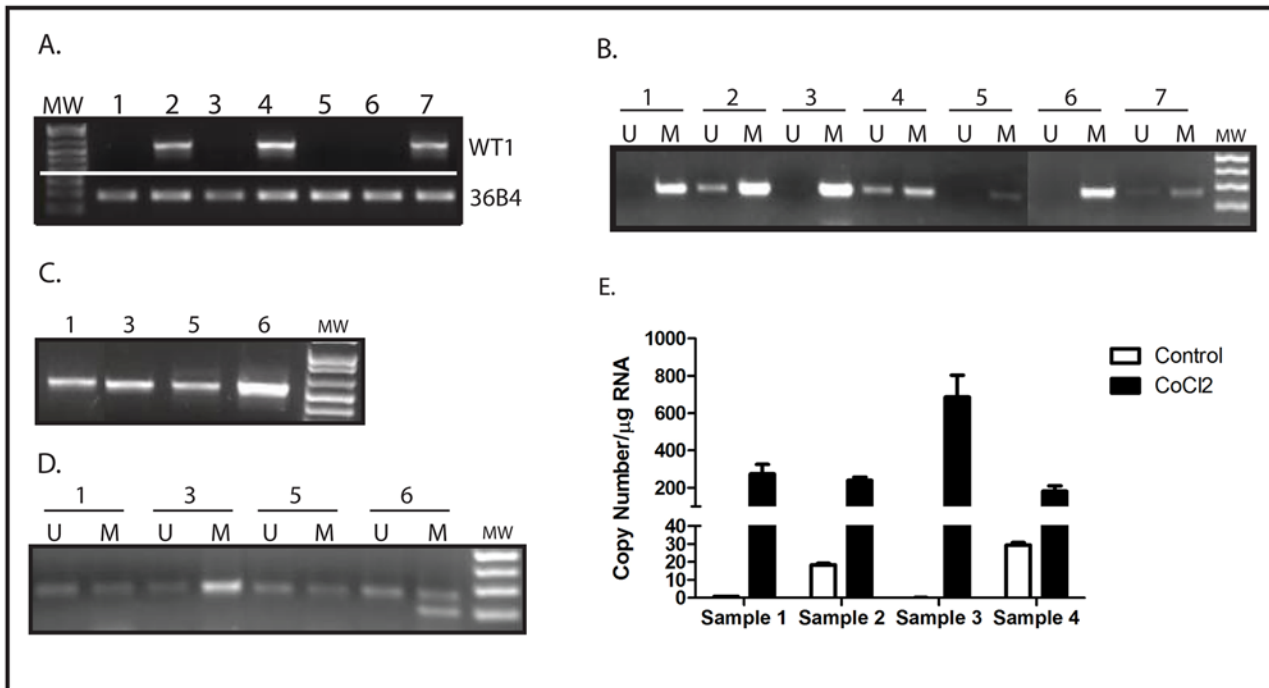 A.
MW 1 2 3 4 5 6 7
WT1
36B4
B.
1 2 3 4 5 6 7
U M U M U M U M U M U M U M MW
C.
1 3 5 6 MW
D.
1 3 5 6
U M U M U M U M MW
E.
Copy Number/μg RNA
1000
800
600
400
200
40
30
20
10
0
Sample 1 Sample 2 Sample 3 Sample 4
Control
CoCl2